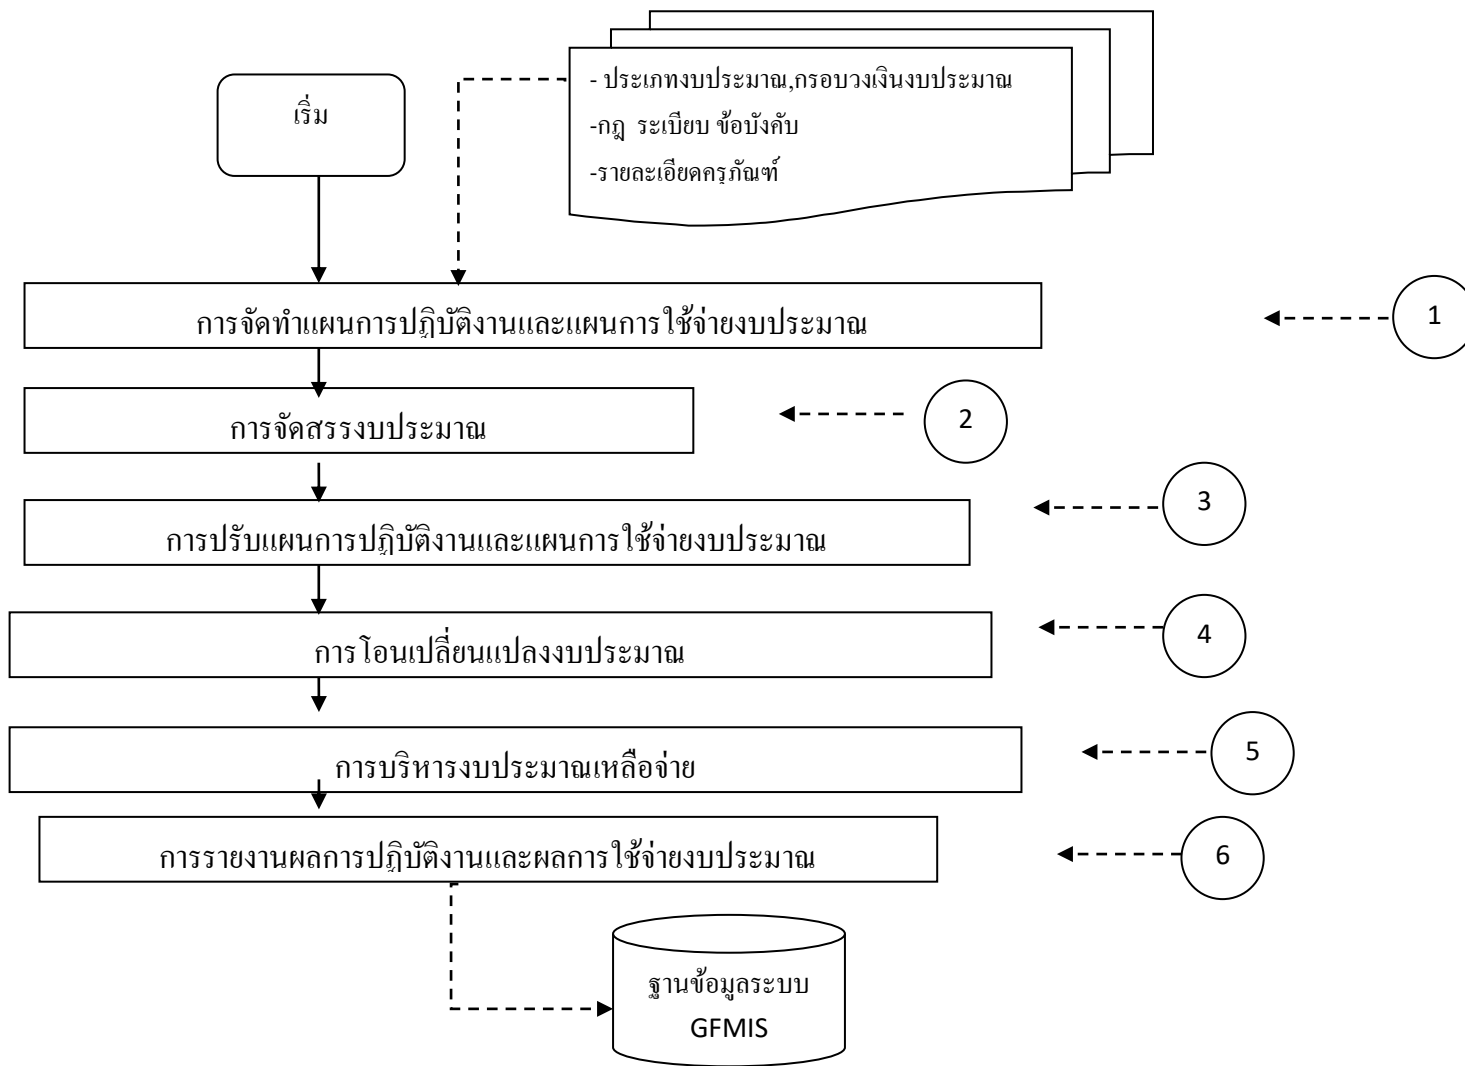 เริ่ม
- ประเภทงบประมาณ,กรอบวงเงินงบประมาณ
-กฎ ระเบียบ ข้อบังคับ
-รายละเอียดครุภัณฑ์
การจัดทำแผนการปฏิบัติงานและแผนการใช้จ่ายงบประมาณ
1
การจัดสรรงบประมาณ
2
การปรับแผนการปฏิบัติงานและแผนการใช้จ่ายงบประมาณ
3
การโอนเปลี่ยนแปลงงบประมาณ
4
การบริหารงบประมาณเหลือจ่าย
5
การรายงานผลการปฏิบัติงานและผลการใช้จ่ายงบประมาณ
6
ฐานข้อมูลระบบ
GFMIS